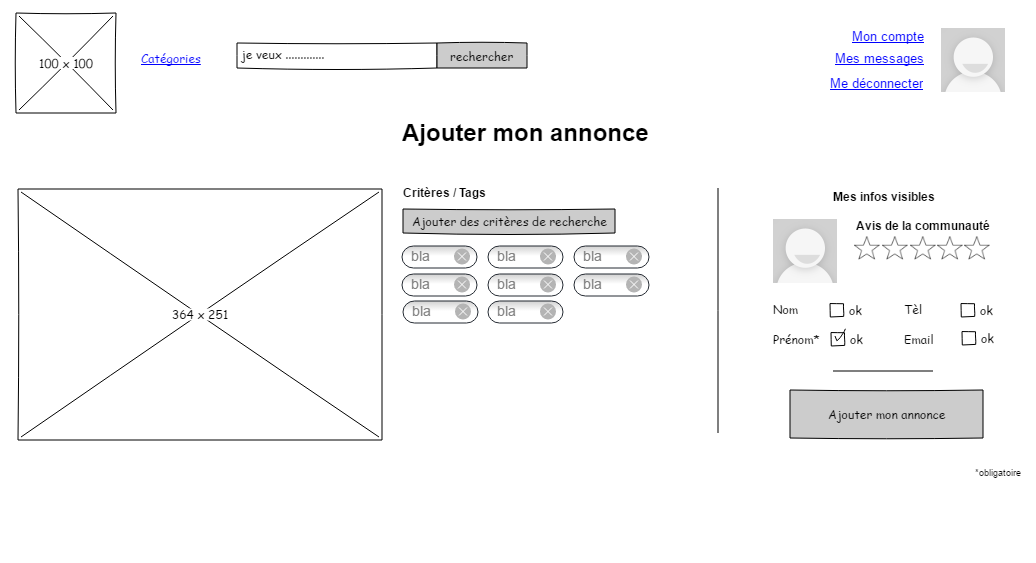 100 x 100
Catégories
je veux .............
rechercher
Mon compte
Mes messages
Me déconnecter
Ajouter mon annonce
364 x 251
Critères / Tags
Ajouter des critères de recherche
bla bla bla
bla bla bla
bla bla
Mes infos visibles
Avis de la communauté
Nom ok Tèl ok
Prénom* ok Email ok
Ajouter mon annonce
*obligatoire